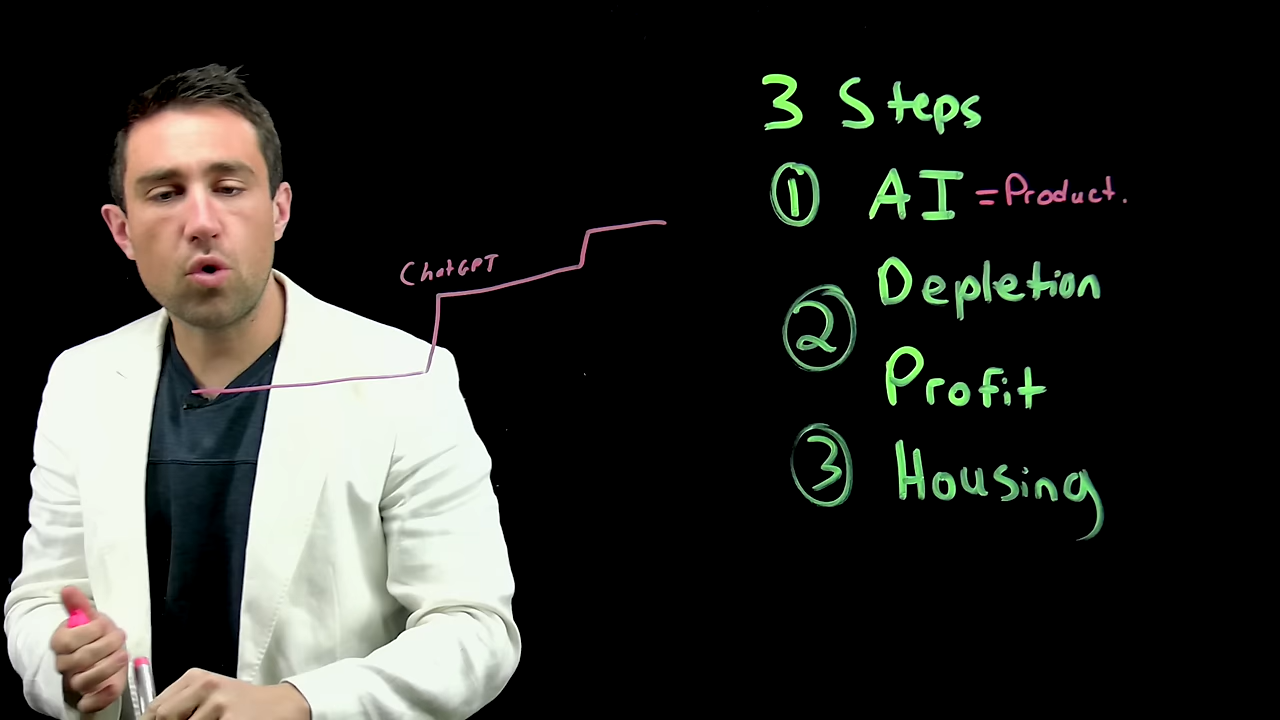 3 Steps
① AI = Product.
② Depletion
Profit
③ Housing
ChatGPT